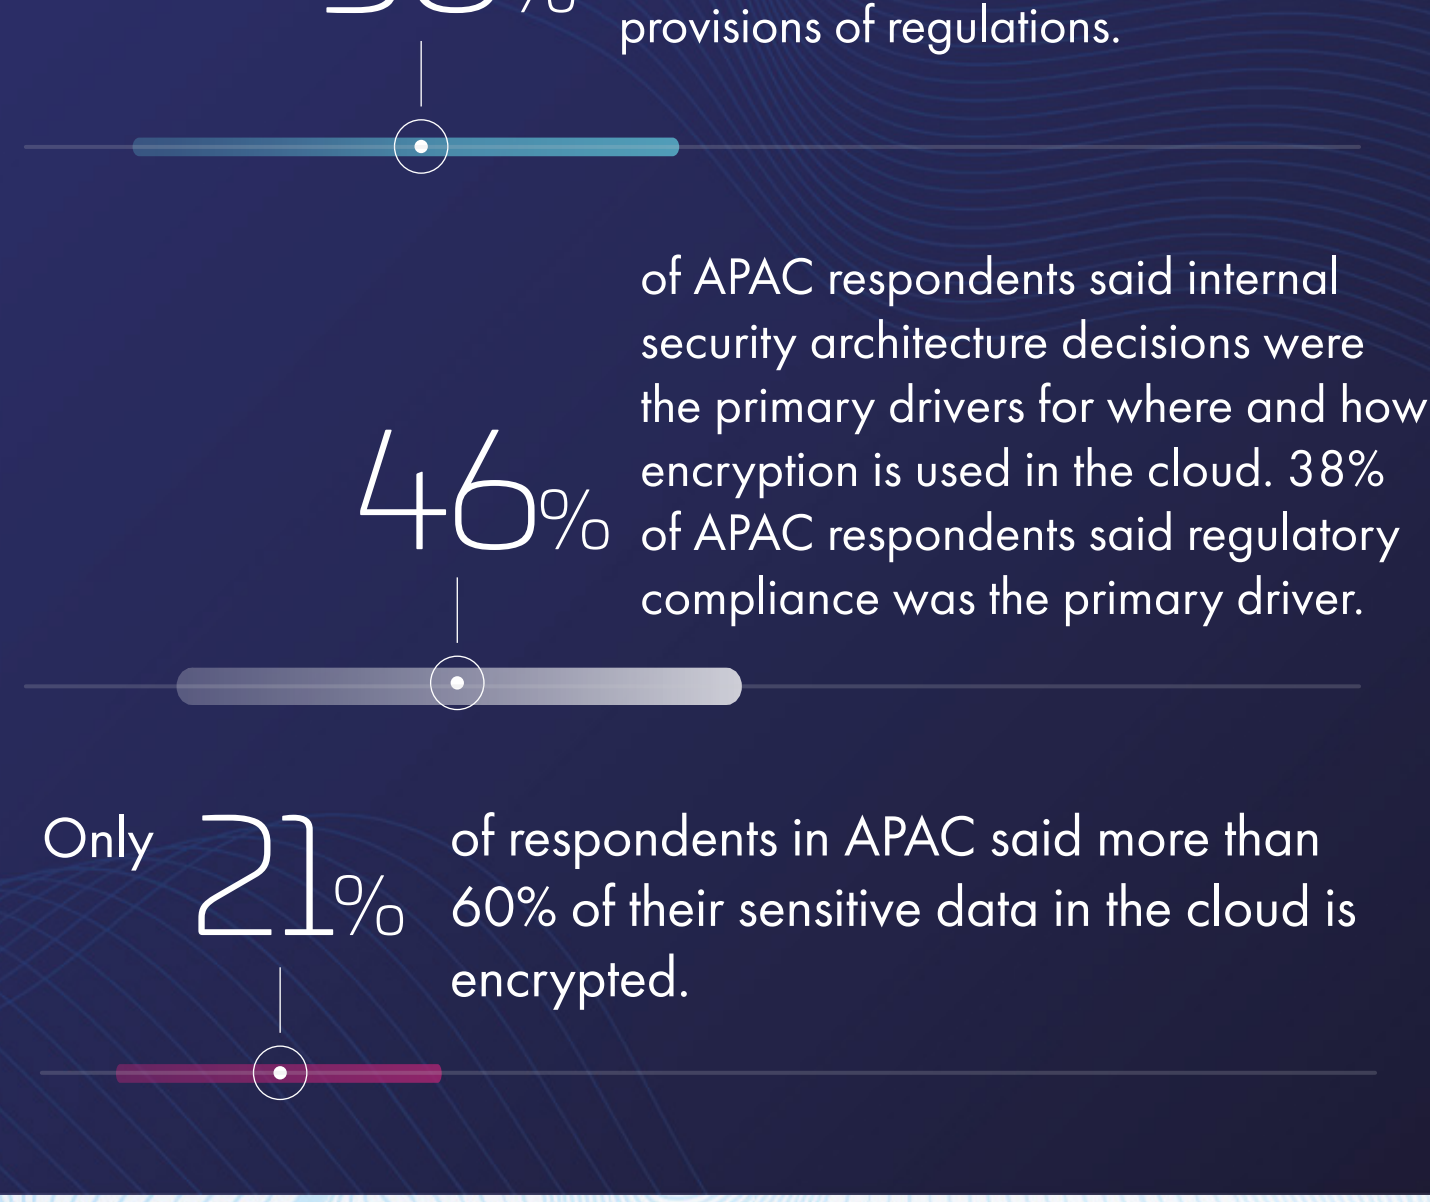 provisions of regulations.
of APAC respondents said internal
security architecture decisions were
the primary drivers for where and how
46%
encryption is used in the cloud. 38%
of APAC respondents said regulatory
compliance was the primary driver.
Only 21% of respondents in APAC said more than
60% of their sensitive data in the cloud is
encrypted.